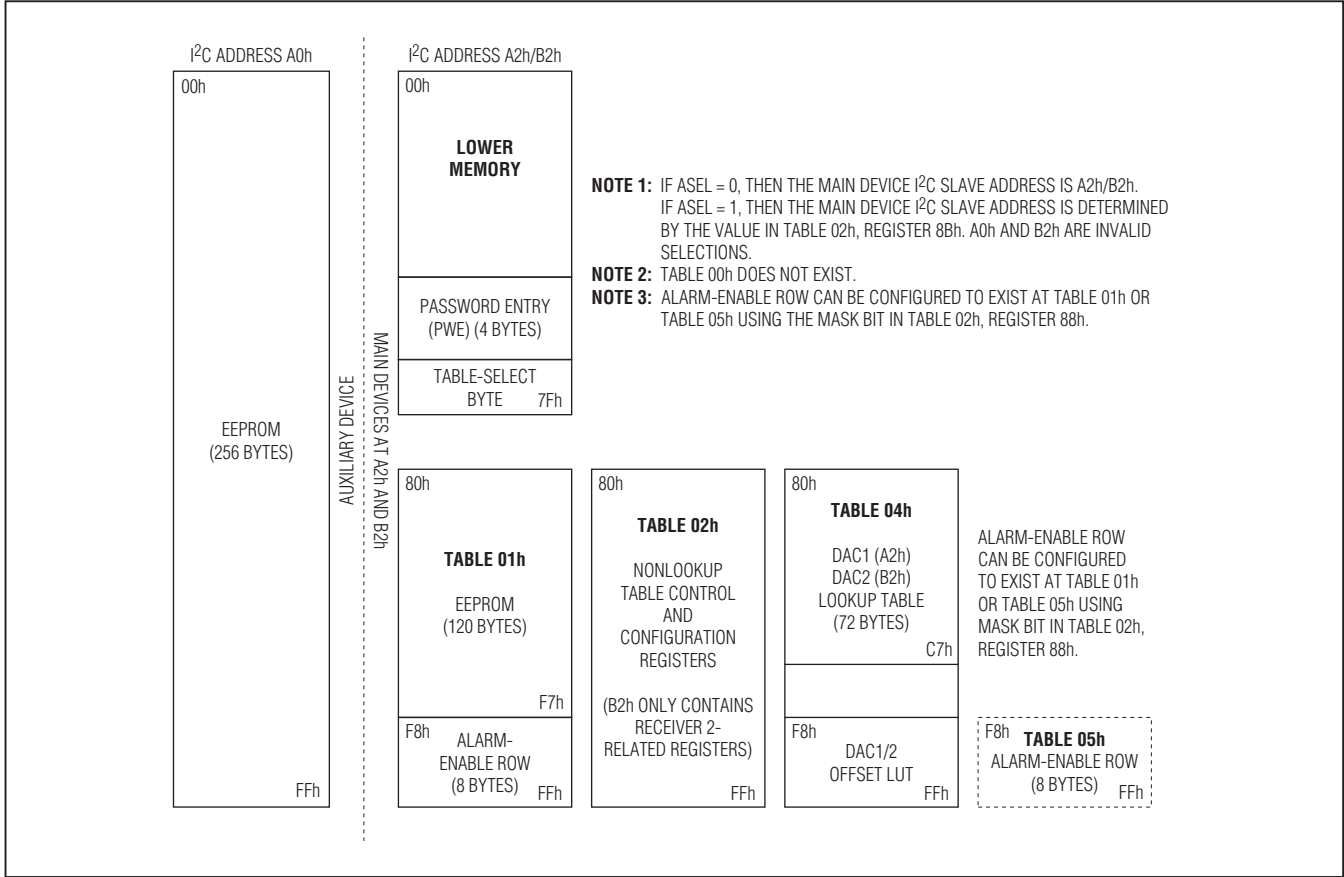 I2C ADDRESS A0h
00h
EEPROM
(256 BYTES)
FFh
AUXILIARY DEVICE
MAIN DEVICES AT A2h AND B2h
I2C ADDRESS A2h/B2h
00h
LOWER
MEMORY
PASSWORD ENTRY
(PWE) (4 BYTES)
TABLE-SELECT
BYTE 7Fh
NOTE 1: IF ASEL = 0, THEN THE MAIN DEVICE I2C SLAVE ADDRESS IS A2h/B2h.
IF ASEL = 1, THEN THE MAIN DEVICE I2C SLAVE ADDRESS IS DETERMINED
BY THE VALUE IN TABLE 02h, REGISTER 8Bh. A0h AND B2h ARE INVALID
SELECTIONS.
NOTE 2: TABLE 00h DOES NOT EXIST.
NOTE 3: ALARM-ENABLE ROW CAN BE CONFIGURED TO EXIST AT TABLE 01h OR
TABLE 05h USING THE MASK BIT IN TABLE 02h, REGISTER 88h.
80h
TABLE 01h
EEPROM
(120 BYTES)
F7h
F8h
ALARM-
ENABLE ROW
(8 BYTES)
FFh
80h
TABLE 02h
NONLOOKUP
TABLE CONTROL
AND
CONFIGURATION
REGISTERS
(B2h ONLY CONTAINS
RECEIVER 2-
RELATED REGISTERS)
FFh
80h
TABLE 04h
DAC1 (A2h)
DAC2 (B2h)
LOOKUP TABLE
(72 BYTES)
C7h
F8h
DAC1/2
OFFSET LUT
FFh
ALARM-ENABLE ROW
CAN BE CONFIGURED
TO EXIST AT TABLE 01h
OR TABLE 05h USING
MASK BIT IN TABLE 02h,
REGISTER 88h.
F8h
TABLE 05h
ALARM-ENABLE ROW
(8 BYTES)
FFh